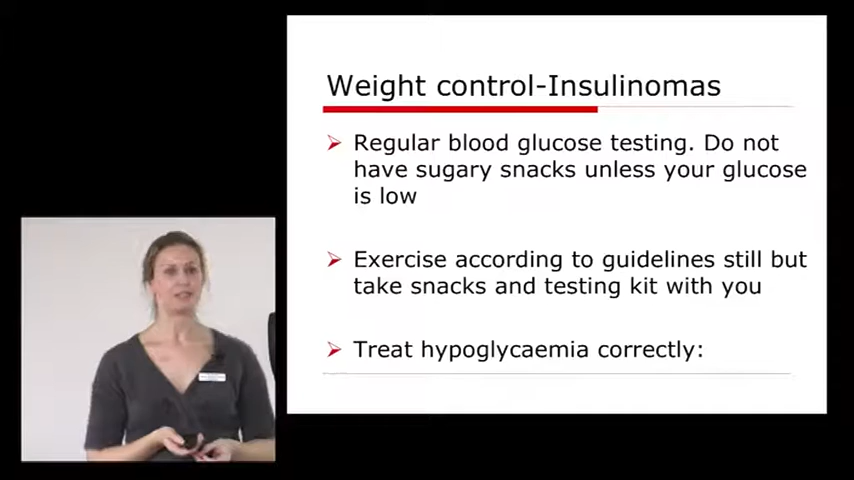 Weight control-Insulinomas
Regular blood glucose testing. Do not
have sugary snacks unless your glucose
is low
Exercise according to guidelines still but
take snacks and testing kit with you
Treat hypoglycaemia correctly: